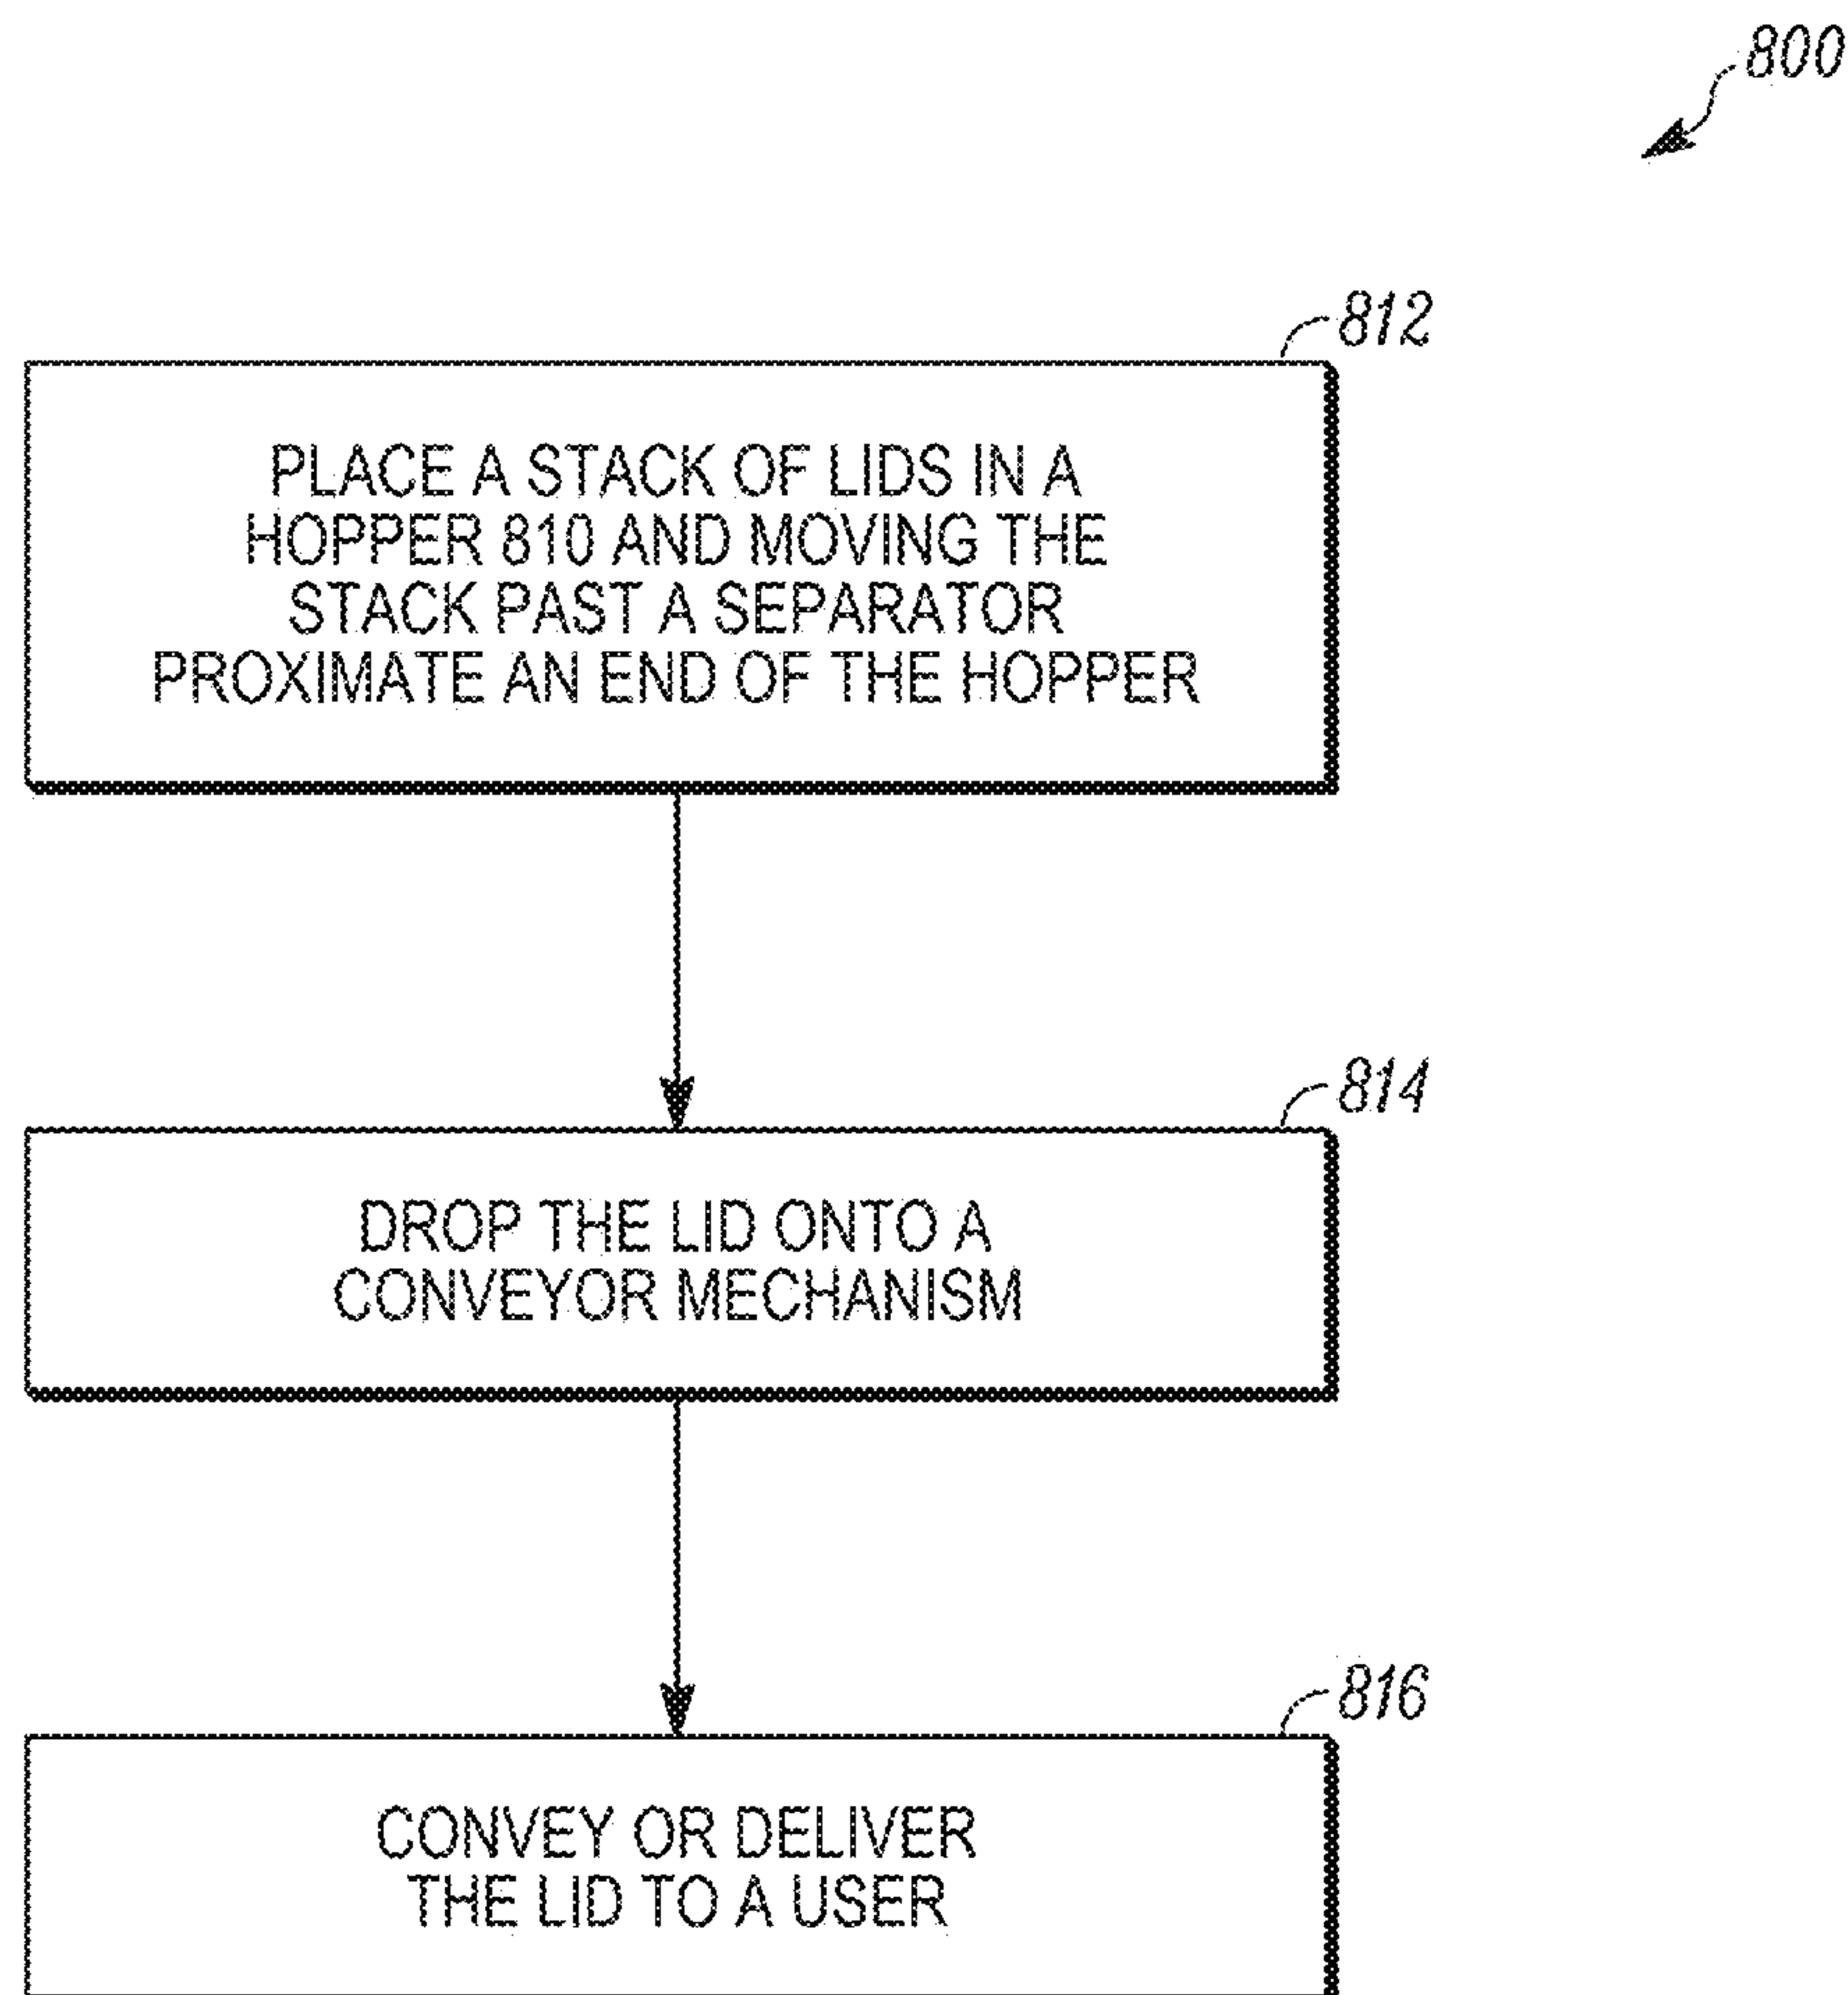 800
812
PLACE A STACK OF LIDS IN A
HOPPER 810 AND MOVING THE
STACK PAST A SEPARATOR
PROXIMATE AN END OF THE HOPPER
814
DROP THE LID ONTO A
CONVEYOR MECHANISM
816
CONVEY OR DELIVER
THE LID TO A USER